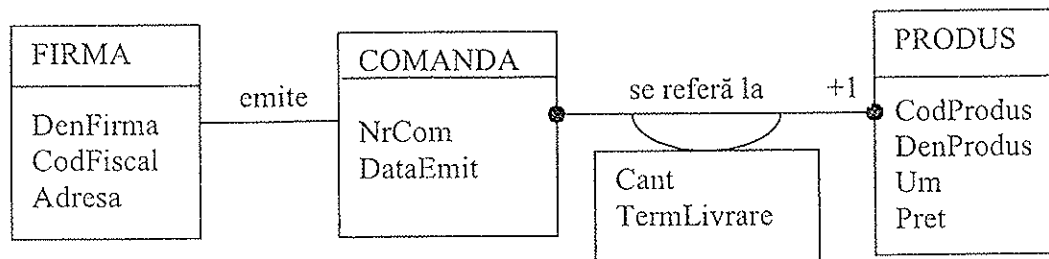 FIRMA
DenFirma
CodFiscal
Adresa
emite
COMANDA
NrCom
DataEmit
se referă la
+1
Cant
TermLivrare
PRODUS
CodProdus
DenProdus
Um
Pret